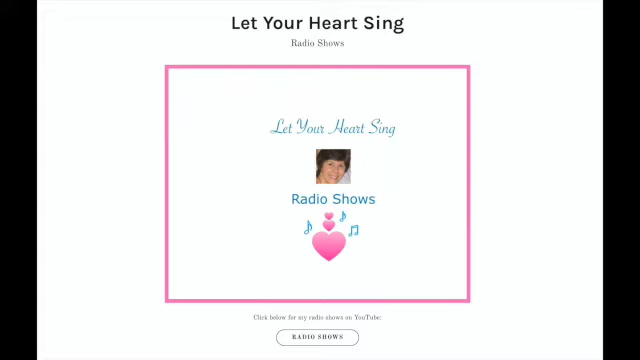 Let Your Heart Sing
Radio Shows
Let Your Heart Sing
Radio Shows
Click below for my radio shows on YouTube:
RADIO SHOWS